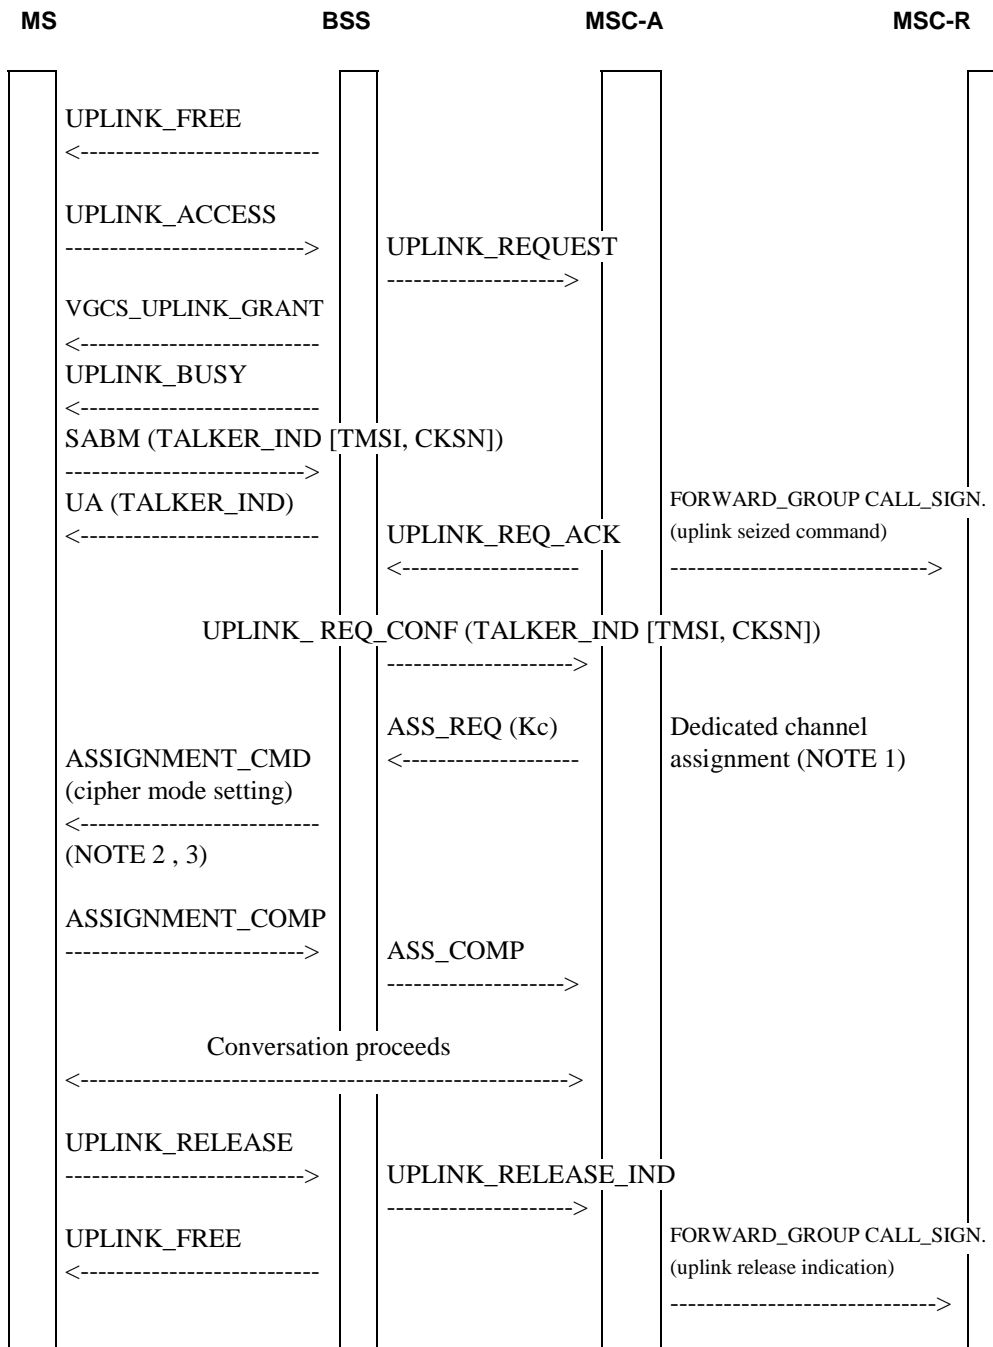 MS BSS MSC-A MSC-R
UPLINK_FREE
<---------------------------
UPLINK_ACCESS
---------------------------> UPLINK_REQUEST
-------------------->
VGCS_UPLINK_GRANT
<---------------------------
UPLINK_BUSY
<---------------------------
SABM (TALKER_IND [TMSI, CKSN])
--------------------------->
UA (TALKER_IND) FORWARD_GROUP CALL_SIGN.
<--------------------------- UPLINK_REQ_ACK (uplink seized command)
<-------------------- ----------------------------->
UPLINK_ REQ_CONF (TALKER_IND [TMSI, CKSN])
--------------------->
ASS_REQ (Kc) Dedicated channel
ASSIGNMENT_CMD <-------------------- assignment (NOTE 1)
(cipher mode setting)
<---------------------------
(NOTE 2 , 3)
ASSIGNMENT_COMP
---------------------------> ASS_COMP
-------------------->
Conversation proceeds
<------------------------------------------------------->
UPLINK_RELEASE
---------------------------> UPLINK_RELEASE_IND
--------------------->
UPLINK_FREE FORWARD_GROUP CALL_SIGN.
<--------------------------- (uplink release indication)
------------------------------>